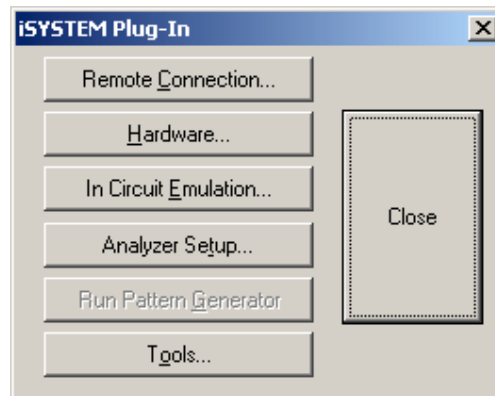 iSYSTEM Plug-In
Remote Connection...
Hardware...
In Circuit Emulation...
Close
Analyzer Setup...
Run Pattern Generator
Tools...